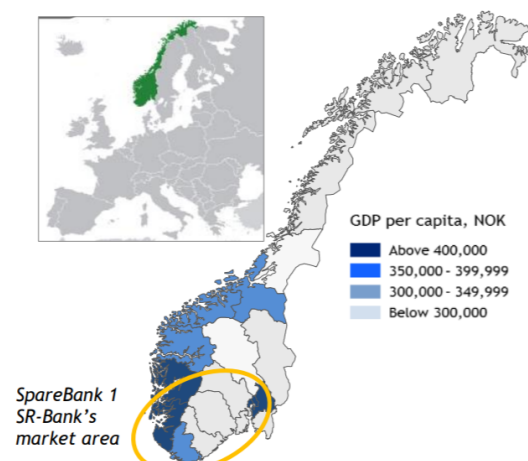 GDP per capita, NOK
Above 400,000
350,000 - 399,999
300,000 - 349,999
Below 300,000
SpareBank 1
SR-Bank's
market area